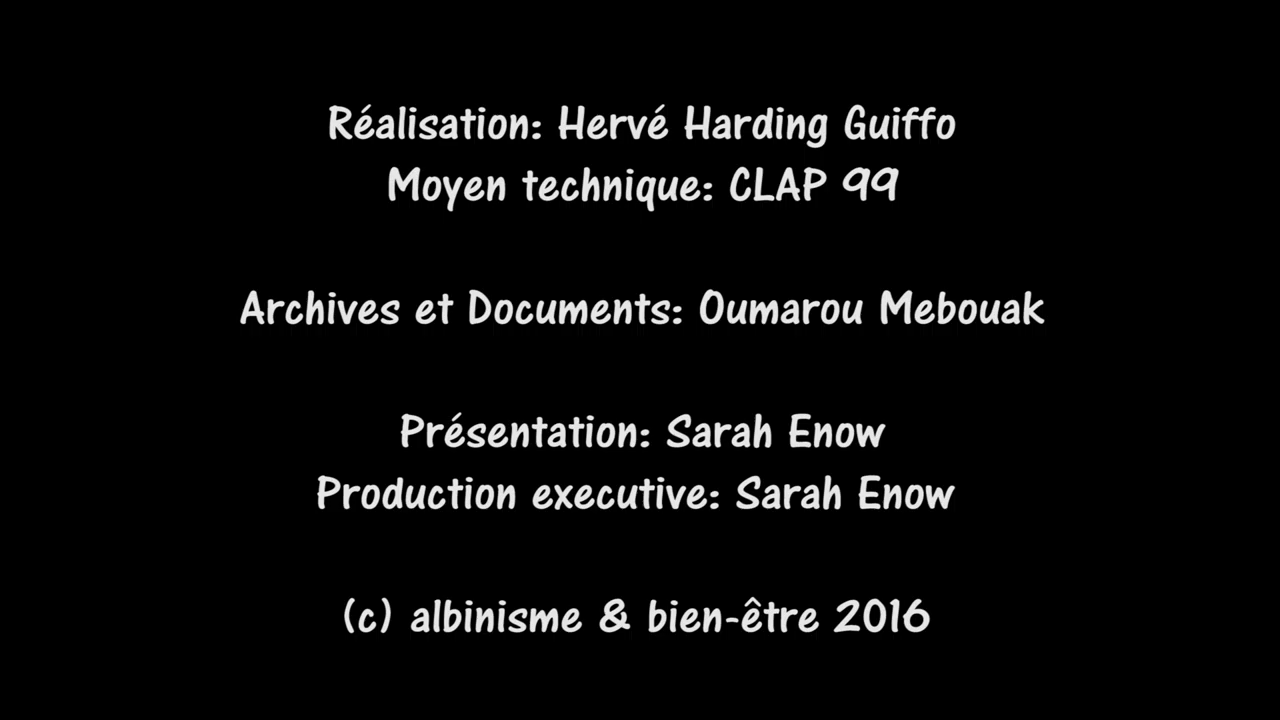 Réalisation: Hervé Harding Guiffo
Moyen technique: CLAP 99
Archives et Documents: Oumarou Mebouak
Présentation: Sarah Enow
Production executive: Sarah Enow
(c) albinisme & bien-être 2016